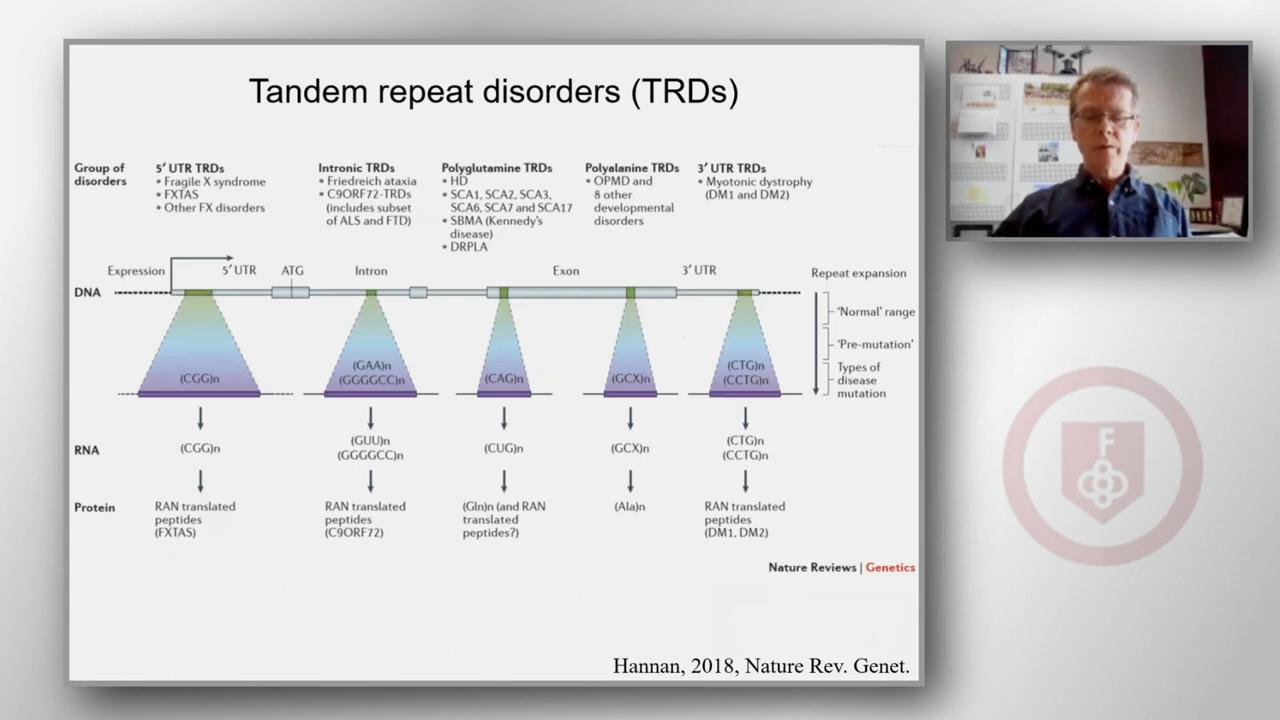 Tandem repeat disorders (TRDs)
Group of
disorders
5′ UTR TRDs
• Fragile X syndrome
• FXTAS
• Other FX disorders
Intronic TRDs
• Friedreich ataxia
• C9ORF72-TRDs
(includes subset
of ALS and FTD)
Polyglutamine TRDs
• HD
• SCA1, SCA2, SCA3,
SCA6, SCA7 and SCA17
• SBMA (Kennedy's
disease)
• DRPLA
Polyalanine TRDs
• OPMD and
8 other
developmental
disorders
3′ UTR TRDs
• Myotonic dystrophy
(DM1 and DM2)
Expression
5′ UTR
ATG
Intron
Exon
3′ UTR
Repeat expansion
DNA
'Normal' range
'Pre-mutation'
Types of
disease
mutation
(CGG)n
(GAA)n
(GGGGCC)n
(CAG)n
(GCX)n
(CTG)n
(CCTG)n
RNA
(CGG)n
(GUU)n
(GGGGCC)n
(CUG)n
(GCX)n
(CTG)n
(CCTG)n
Protein
RAN translated
peptides
(FXTAS)
RAN translated
peptides
(C9ORF72)
(Gln)n (and RAN
translated
peptides?)
(Ala)n
RAN translated
peptides
(DM1, DM2)
Nature Reviews | Genetics
Hannan, 2018, Nature Rev. Genet.
F